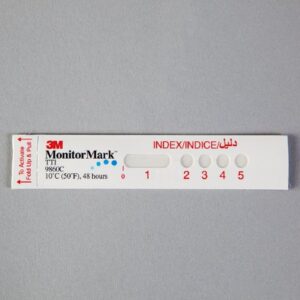 To Activate
Fold Up & Pull
3M
MonitorMark™
TTI
9860C
10°C (50°F), 48 hours
INDEX/INDICE/دليل
0 1 2 3 4 5